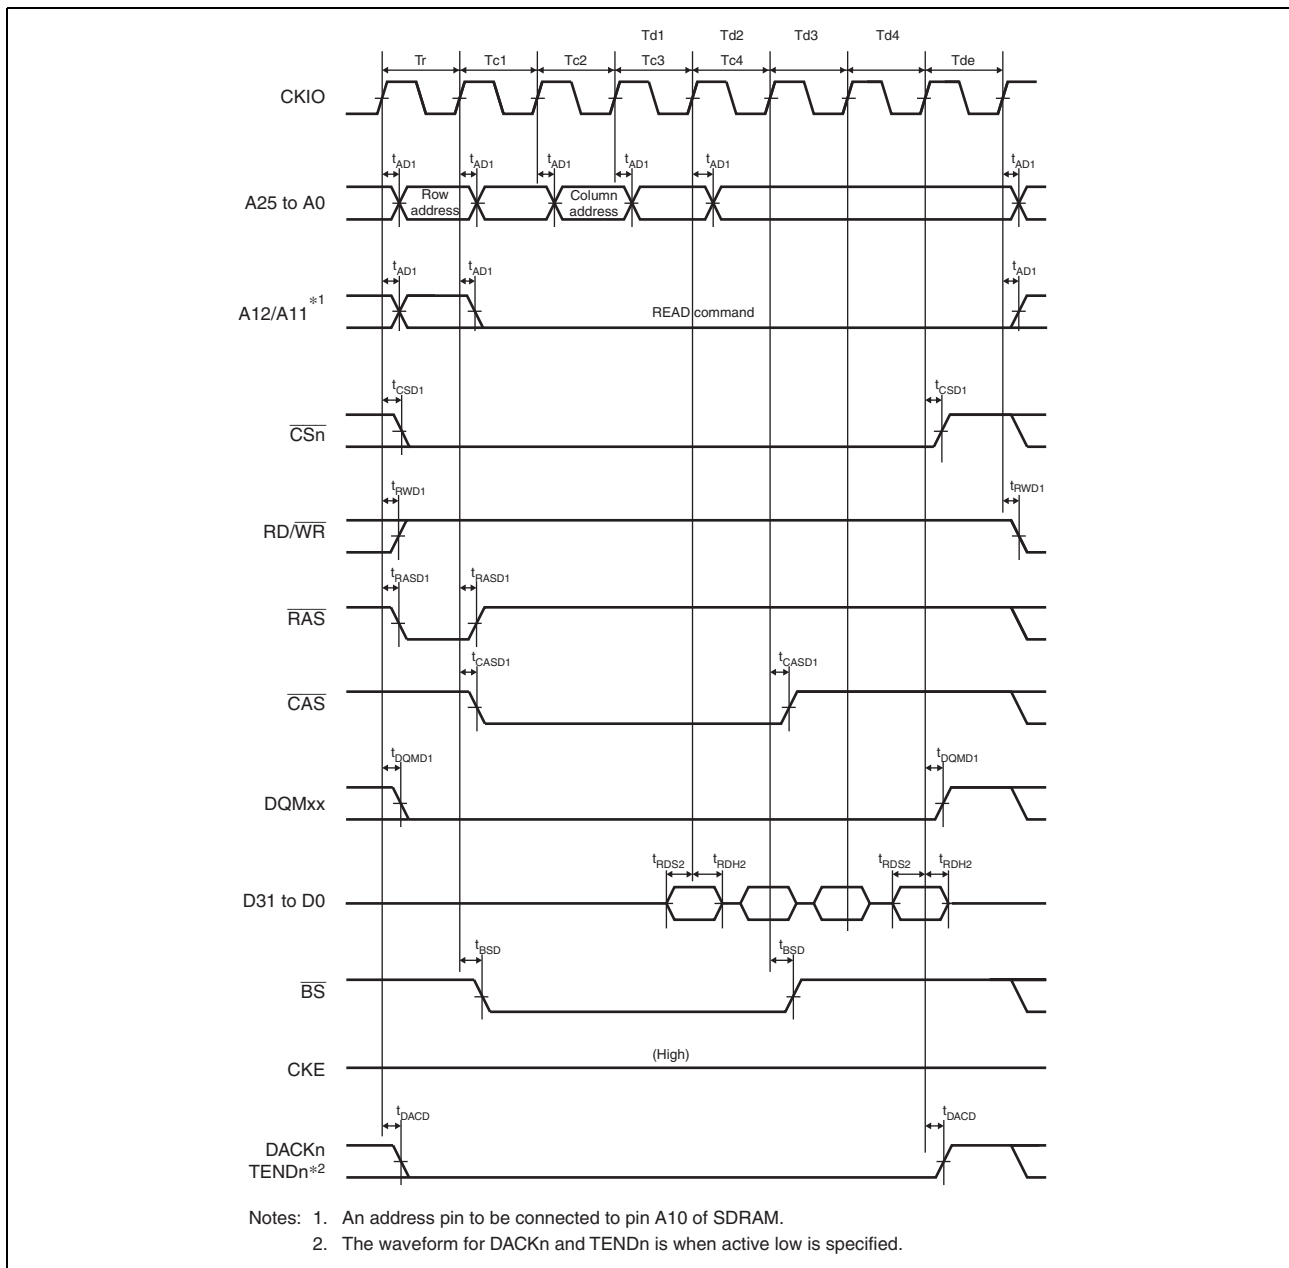 Td1 Td2 Td3 Td4
Tr Tc1 Tc2 Tc3 Tc4 Tde
CKIO
tAD1 tAD1 tAD1 tAD1 tAD1 tAD1
A25 to A0
Row address
Column address
tAD1 tAD1 tAD1
A12/A11*1
READ command
tCSD1 tCSD1
CSn
tRWD1 tRWD1
RD/WR
tRASD1 tRASD1
RAS
tCASD1 tCASD1
CAS
tDQMD1 tDQMD1
DQMxx
tRDS2 tRDH2 tRDS2 tRDH2
D31 to D0
tBSD tBSD
BS
(High)
CKE
tDACD tDACD
DACKn
TENDn*2
Notes: 1. An address pin to be connected to pin A10 of SDRAM.
2. The waveform for DACKn and TENDn is when active low is specified.